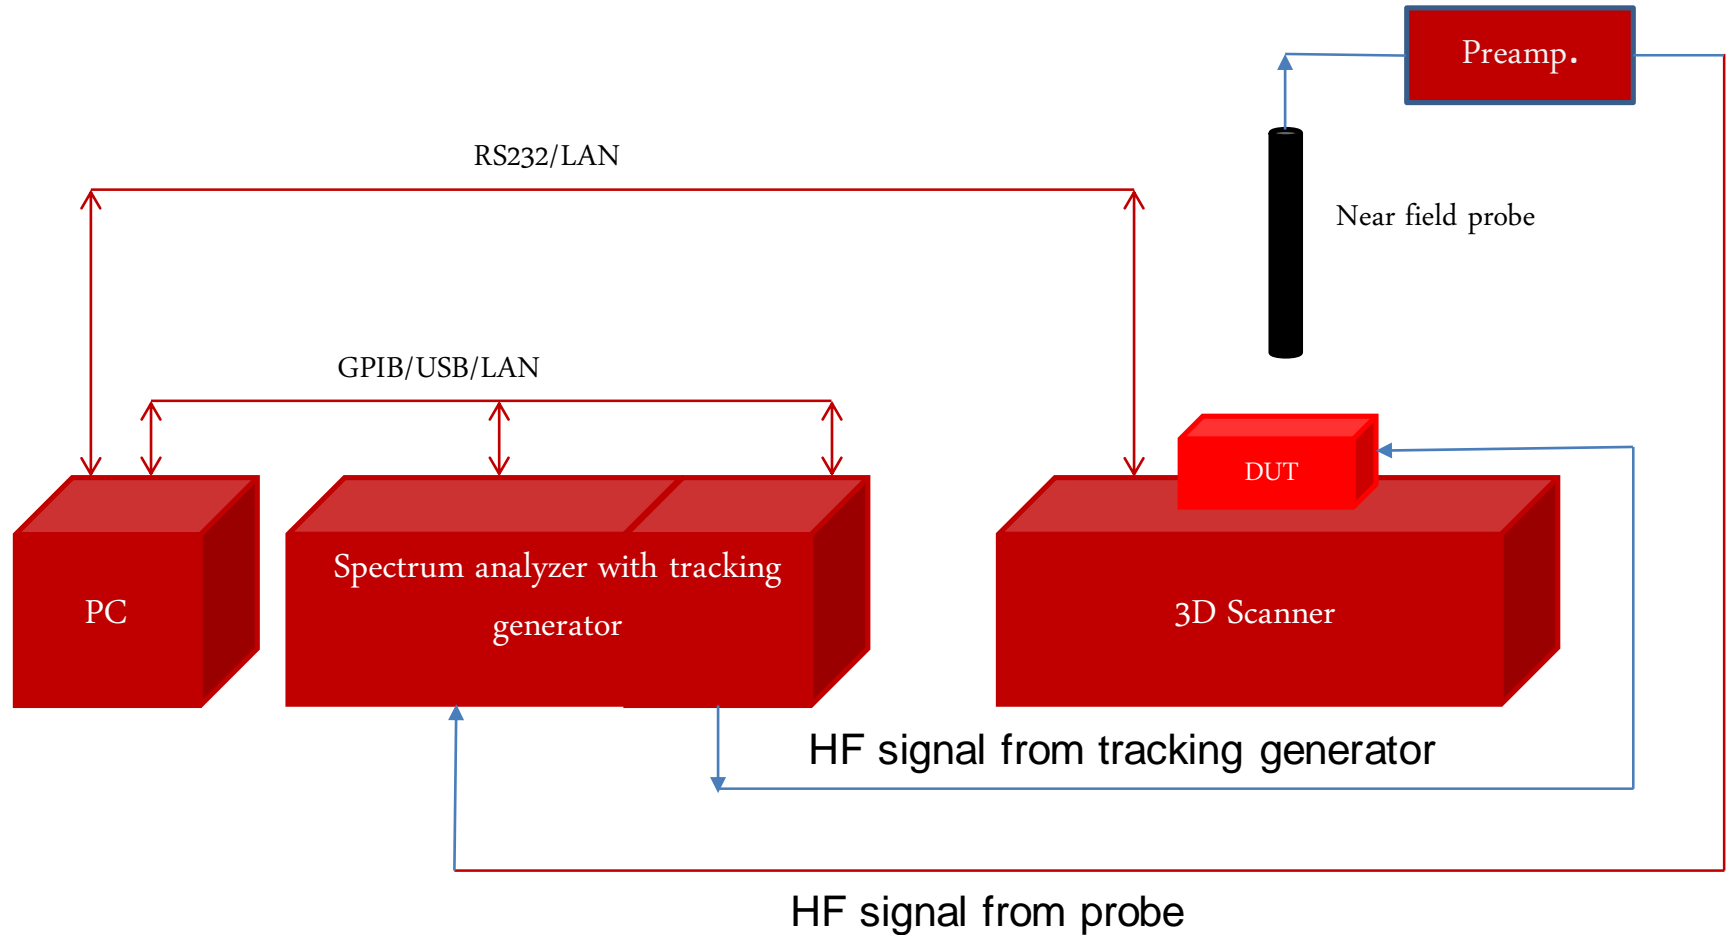 Preamp.
RS232/LAN
Near field probe
GPIB/USB/LAN
DUT
Spectrum analyzer with tracking
generator
PC
3D Scanner
HF signal from tracking generator
HF signal from probe